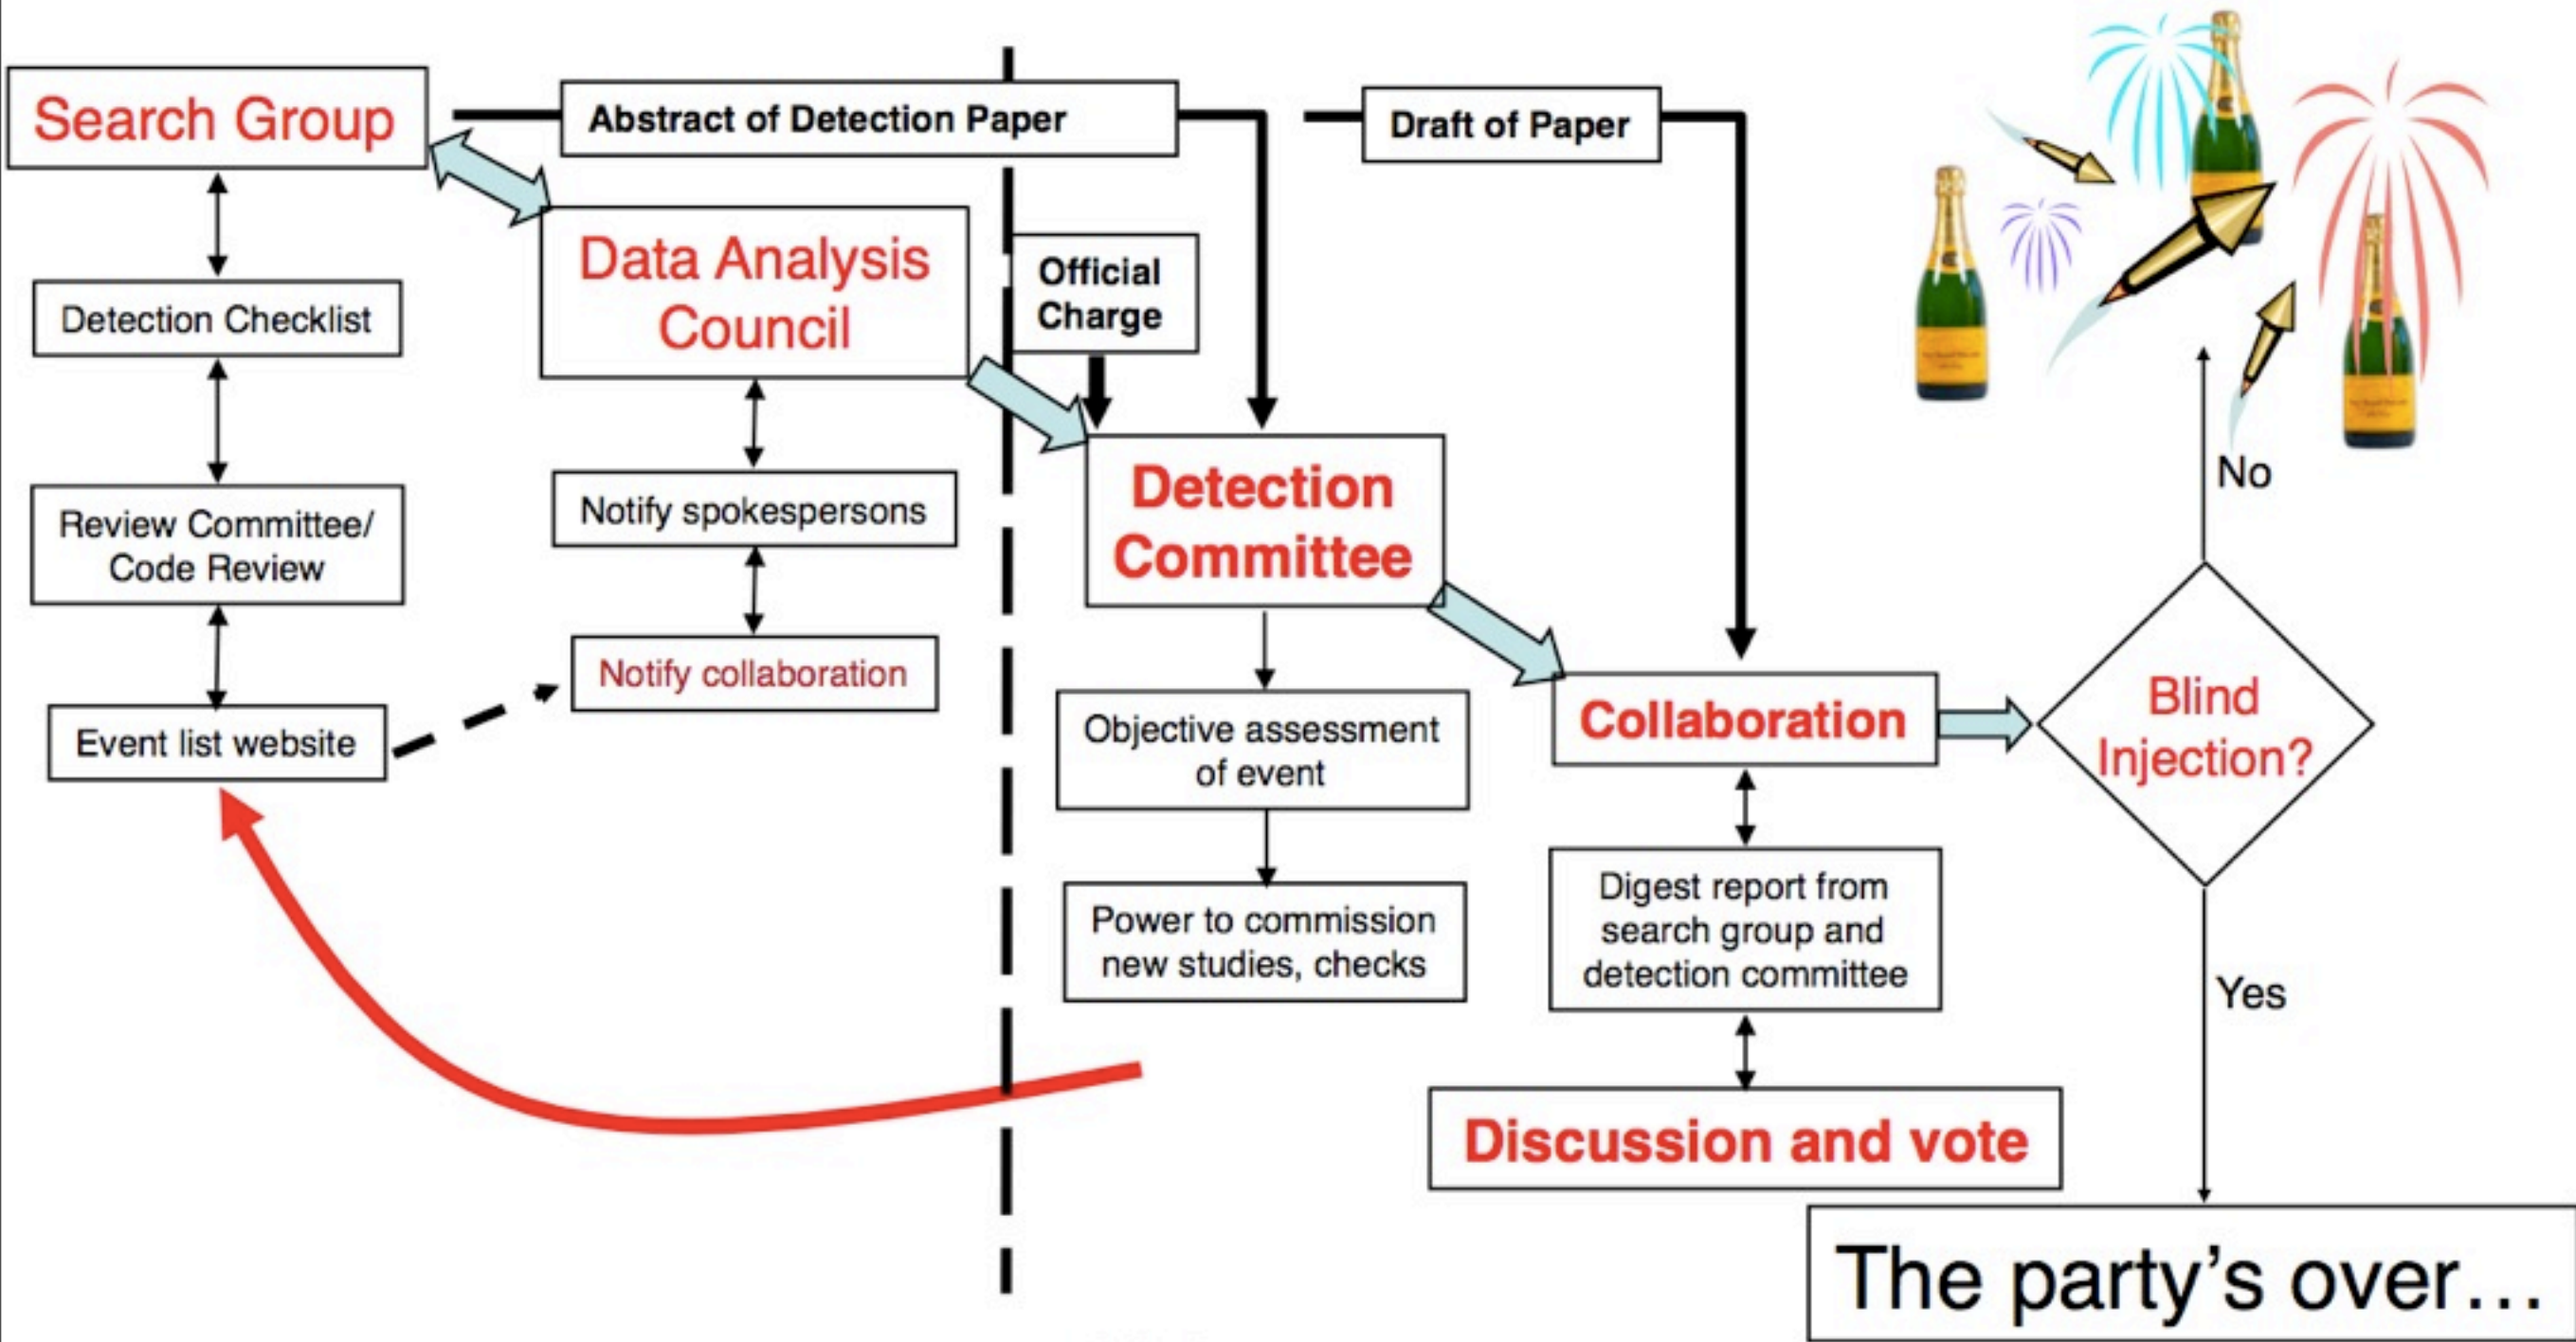 Search Group
Abstract of Detection Paper
Draft of Paper
Data Analysis
Council
Official
Charge
Detection Checklist
Review Committee/
Code Review
Event list website
Notify spokespersons
Notify collaboration
Detection
Committee
Objective assessment
of event
Power to commission
new studies, checks
Collaboration
Digest report from
search group and
detection committee
Discussion and vote
Blind
Injection?
No
Yes
The party’s over…